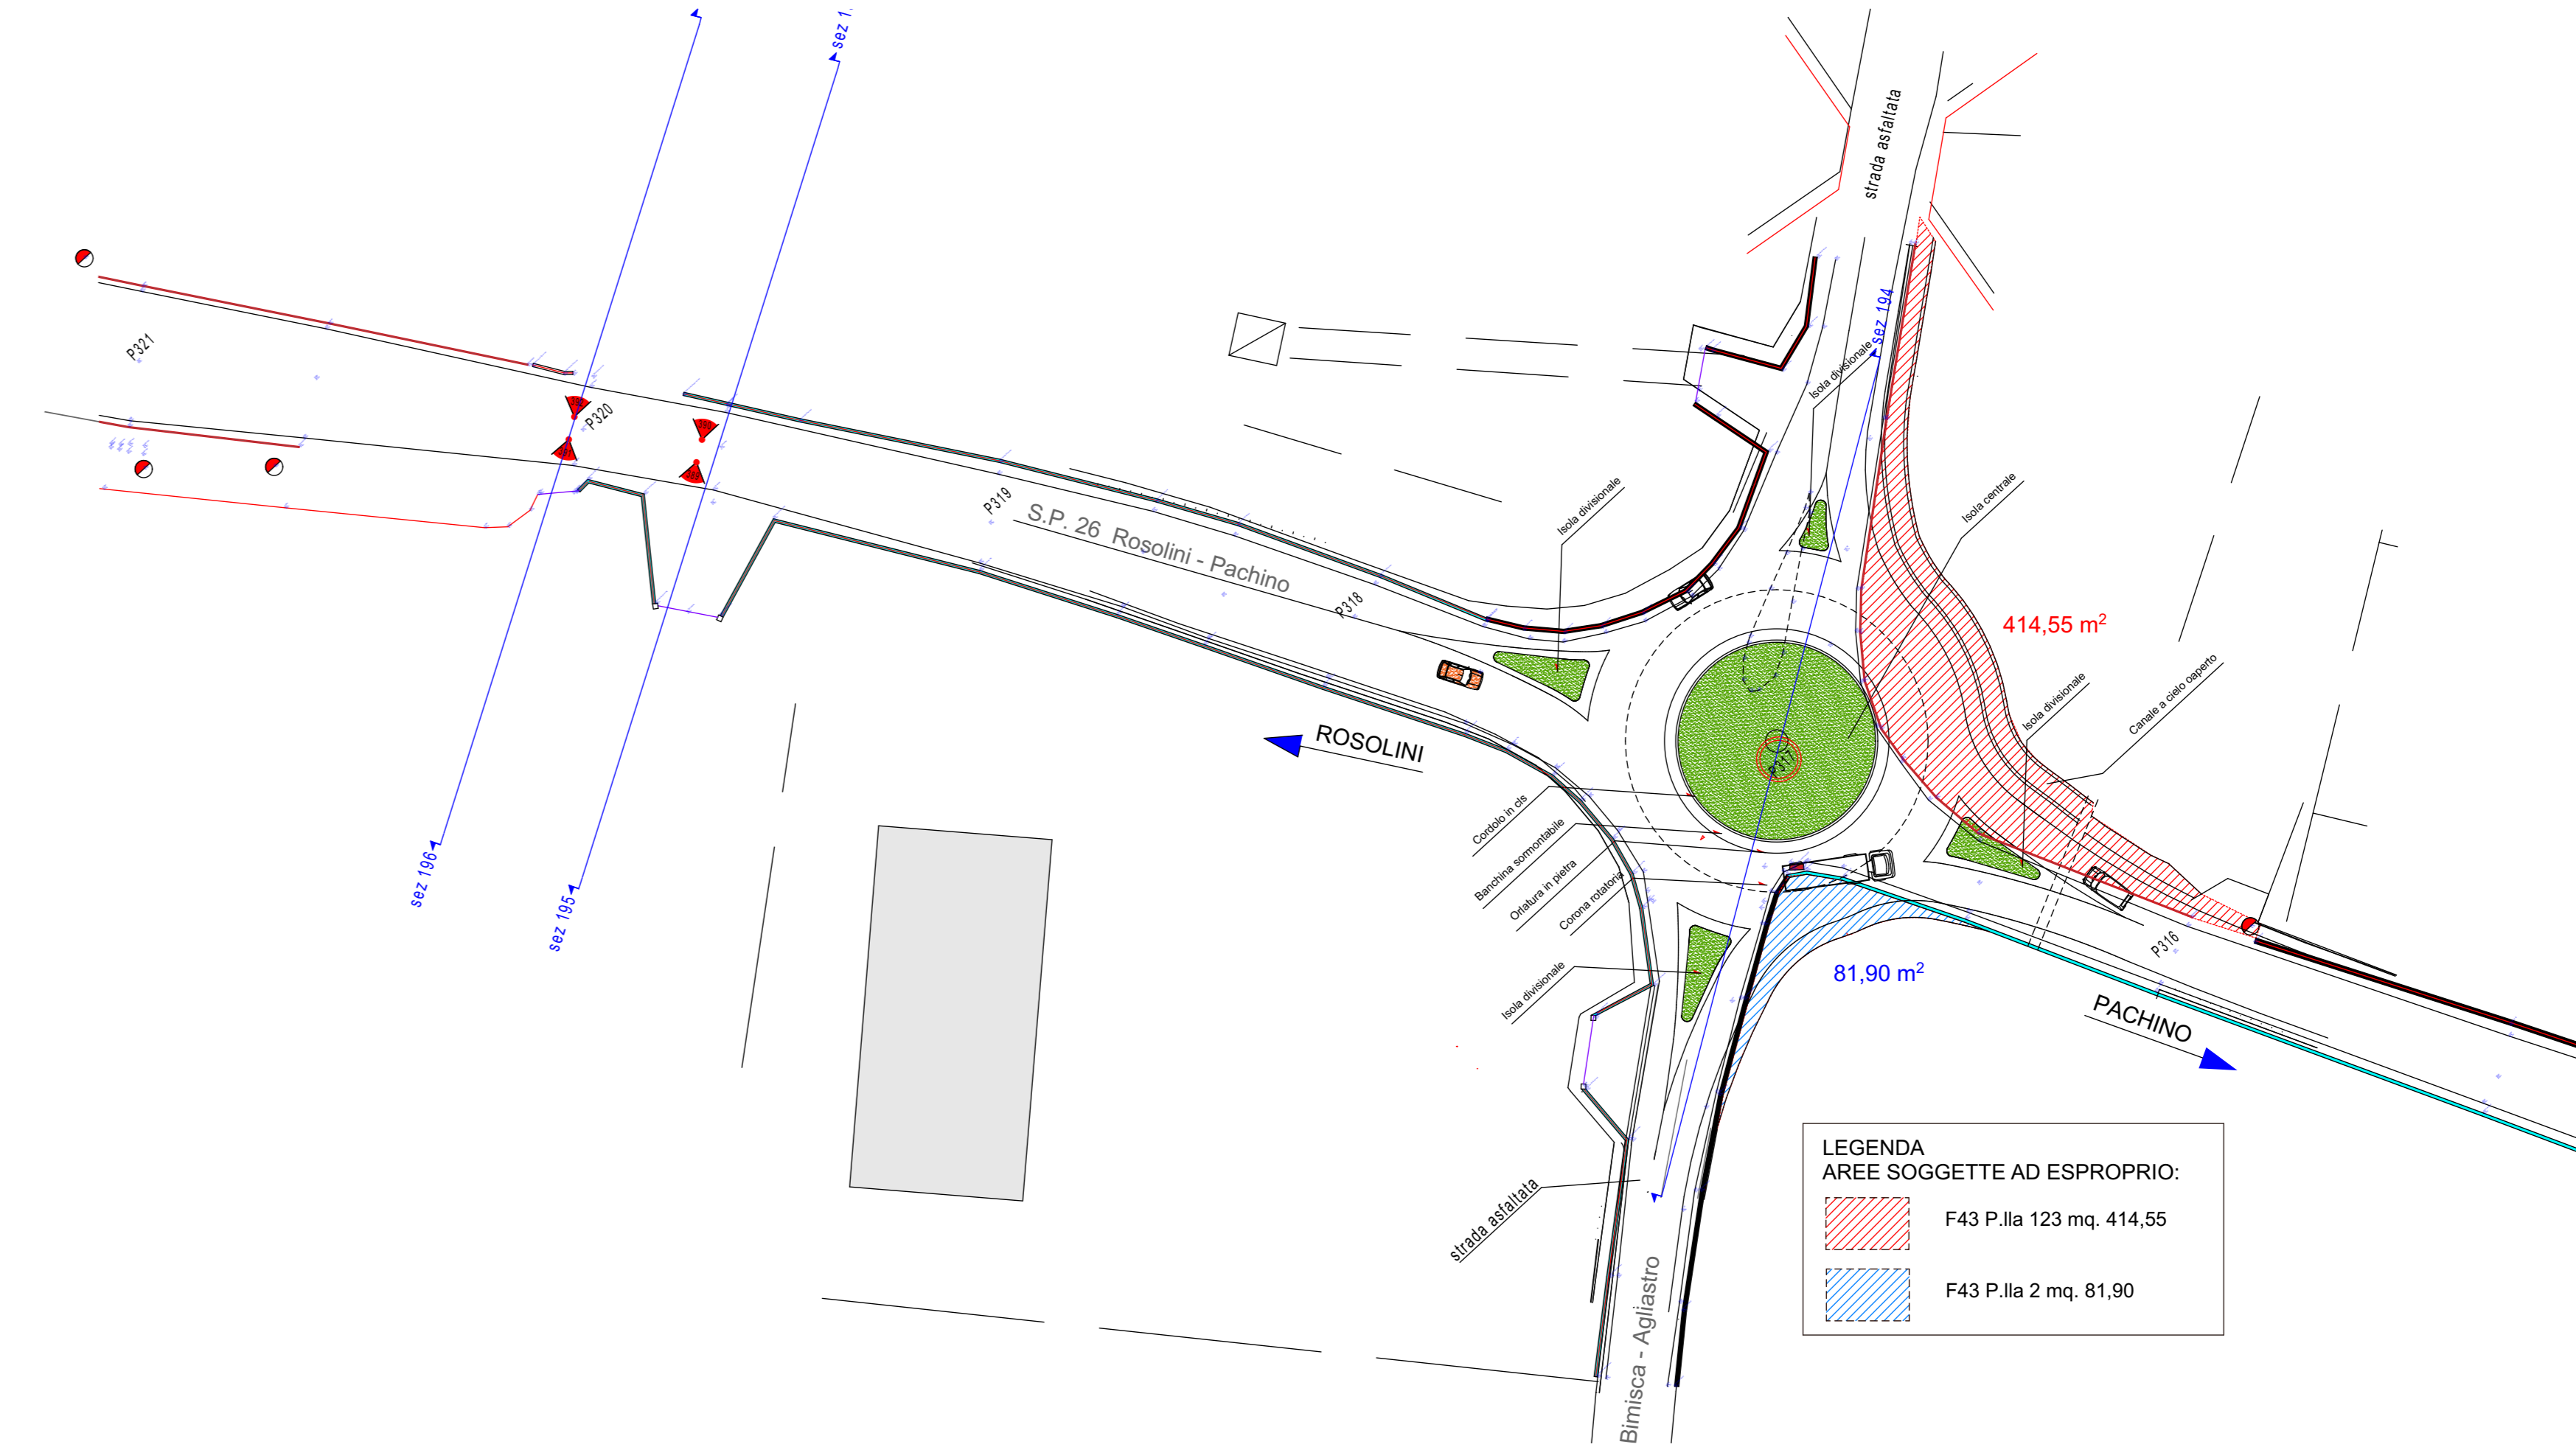 sez 1.
strada asfaltata
P321
P320
P319
S.P. 26 Rosolini - Pachino
P318
Isola divisionale
Isola divisionale
sez 194
Isola centrale
414,55 m2
Isola divisionale
Canale a cielo oaperto
ROSOLINI
P317
Cordolo in cls
Banchina sormontabile
Orlatura in pietra
Corona rotatoria
Isola divisionale
sez 196
sez 195
81,90 m2
P316
PACHINO
strada asfaltata
Bimisca - Agliastro
LEGENDA
AREE SOGGETTE AD ESPROPRIO:
F43 P.lla 123 mq. 414,55
F43 P.lla 2 mq. 81,90